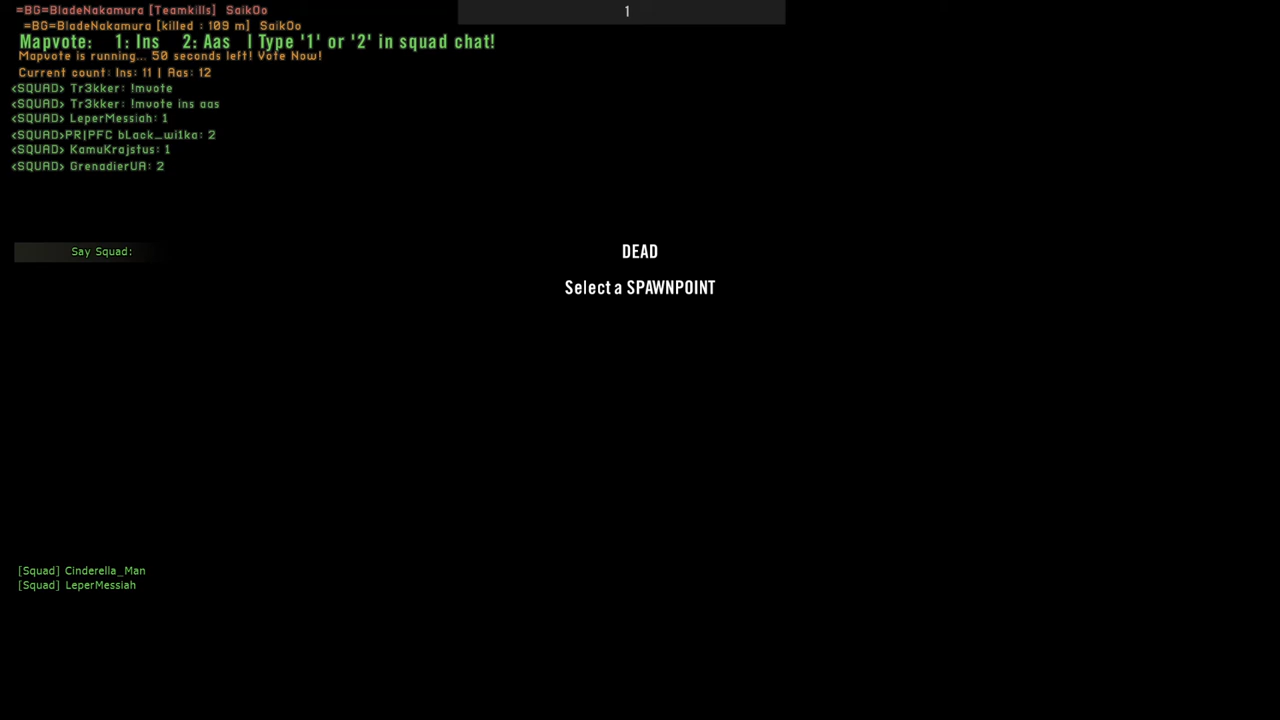 =BG=BladeNakamura [Teamkills] SaikOo
1
=BG=BladeNakamura [killed : 109 m] SaikOo
Mapvote: 1: Ins 2: Aas | Type '1' or '2' in squad chat!
Mapvote is running... 50 seconds left! Vote Now!
Current count: Ins: 11 | Aas: 12
<SQUAD> Tr3kker: !mvote
<SQUAD> Tr3kker: !mvote ins aas
<SQUAD> LeperMessiah: 1
<SQUAD>PR|PFC bLack_wi1ka: 2
<SQUAD> KamuKrajstus: 1
<SQUAD> GrenadierUA: 2
Say Squad:
DEAD
Select a SPAWNPOINT
[Squad] Cinderella_Man
[Squad] LeperMessiah